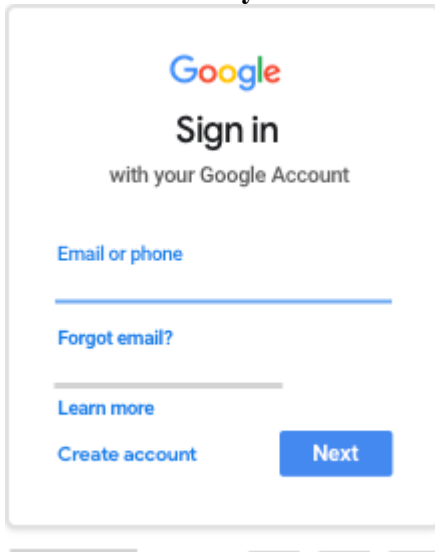 Google
Sign in
with your Google Account
Email or phone
Forgot email?
Learn more
Create account
Next